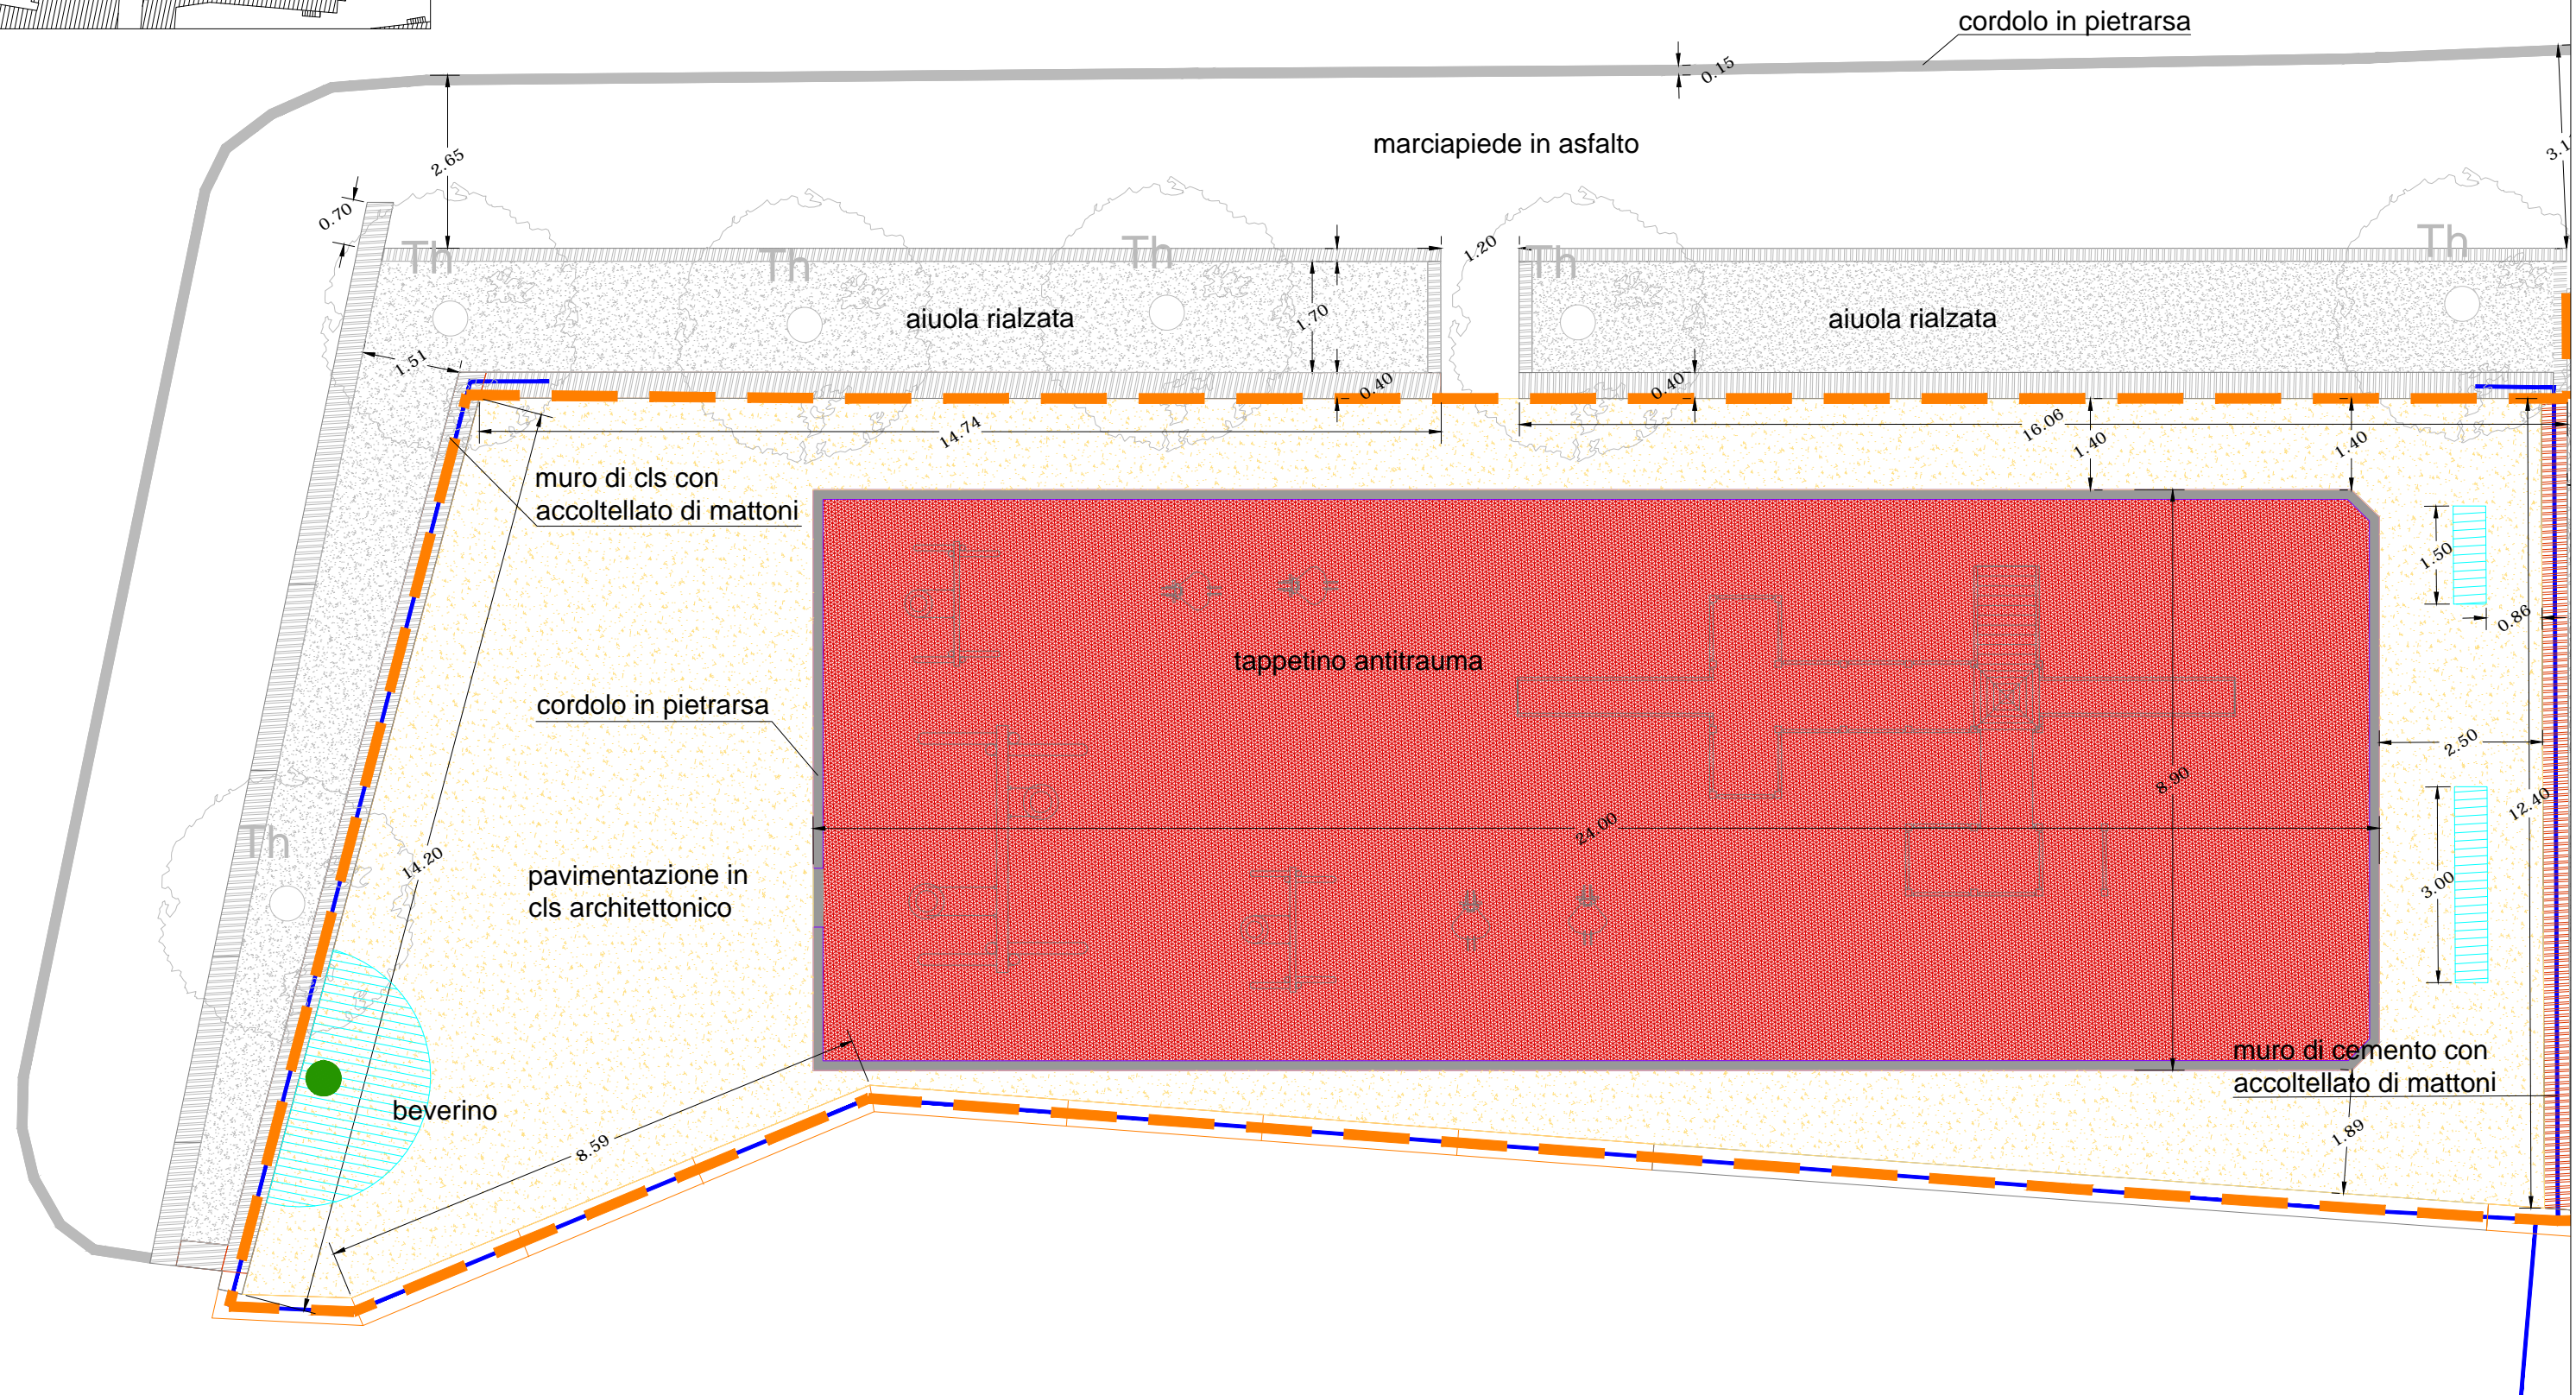 cordolo in pietrarsa
0.15
marciapiede in asfalto
2.65
0.70
Th
Th
Th
1.20
Th
Th
aiuola rialzata
1.70
aiuola rialzata
1.51
0.40
0.40
14.74
16.06
1.40
1.40
muro di cls con
accoltellato di mattoni
1.50
0.86
tappetino antitrauma
cordolo in pietrarsa
2.50
8.90
12.40
24.00
Th
14.20
3.00
pavimentazione in
cls architettonico
muro di cemento con
accoltellato di mattoni
beverino
8.59
1.89